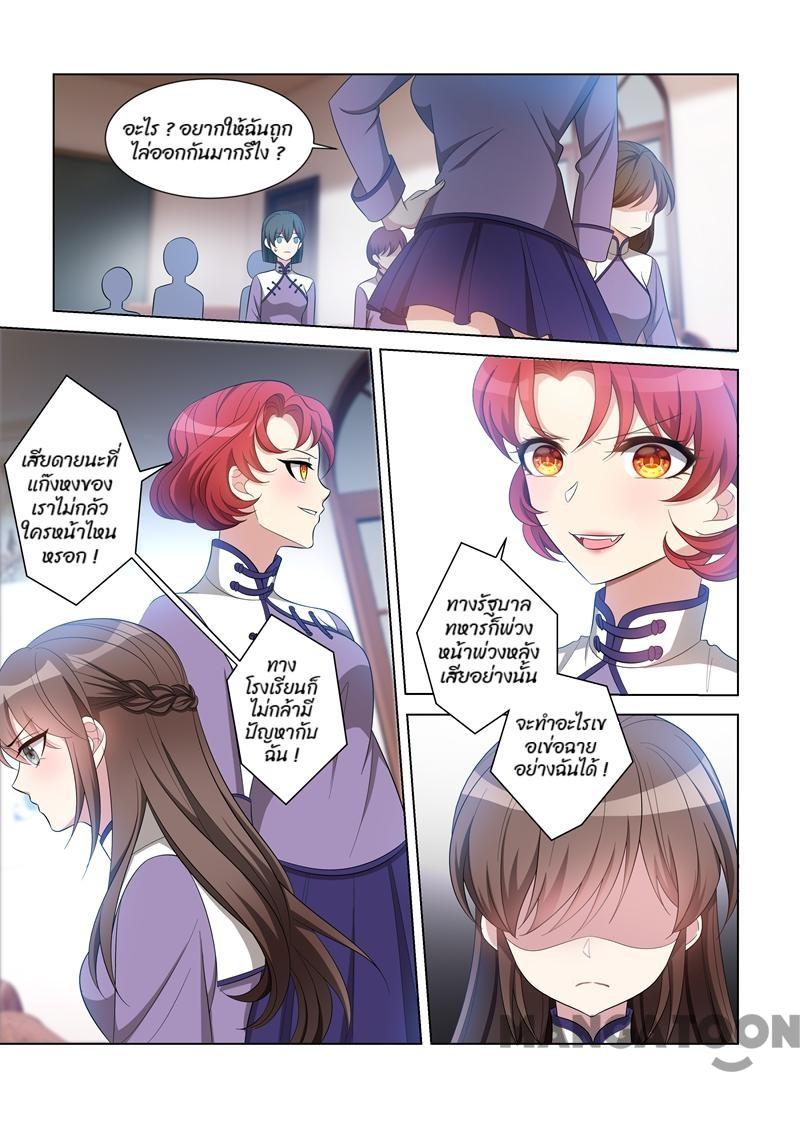 อะไร ? อยากให้ฉันถูก
ไล่ออกกันมากรึไง ?
เสียดายนะที่
แก๊งหงของ
เราไม่กลัว
ใครหน้าไหน
หรอก !
ทาง
โรงเรียนก็
ไม่กล้ามี
ปัญหากับ
ฉัน !
ทางรัฐบาล
ทหารก็พ่วง
หน้าพ่วงหลัง
เสียอย่างนั้น
จะทำอะไรเข
อเข่อฉาย
อย่างฉันได้ !
MANGATOON